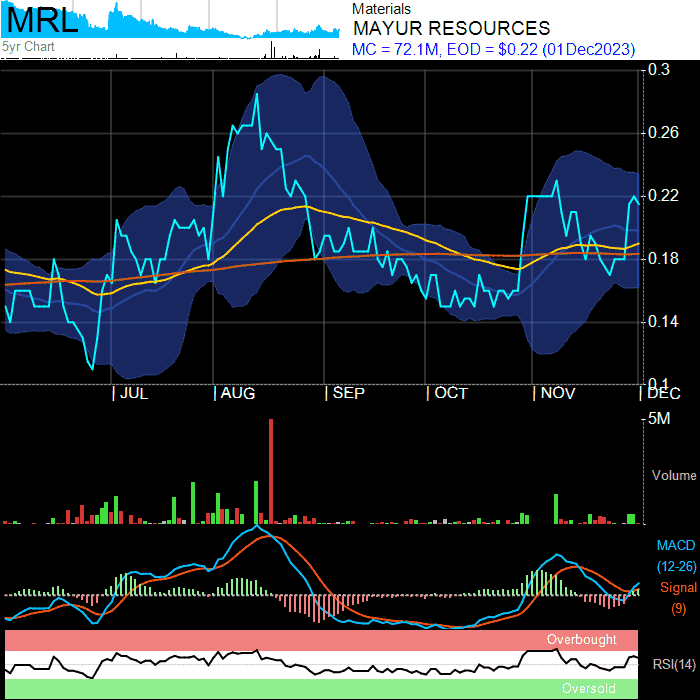 MRL
5yr Chart
Materials
MAYUR RESOURCES
MC = 72.1M, EOD = $0.22 (01Dec2023)
0.3
0.26
0.22
0.18
0.14
0.1
JUL
AUG
SEP
OCT
NOV
DEC
5M
Volume
MACD
(12-26)
Signal
(9)
Overbought
RSI(14)
Oversold